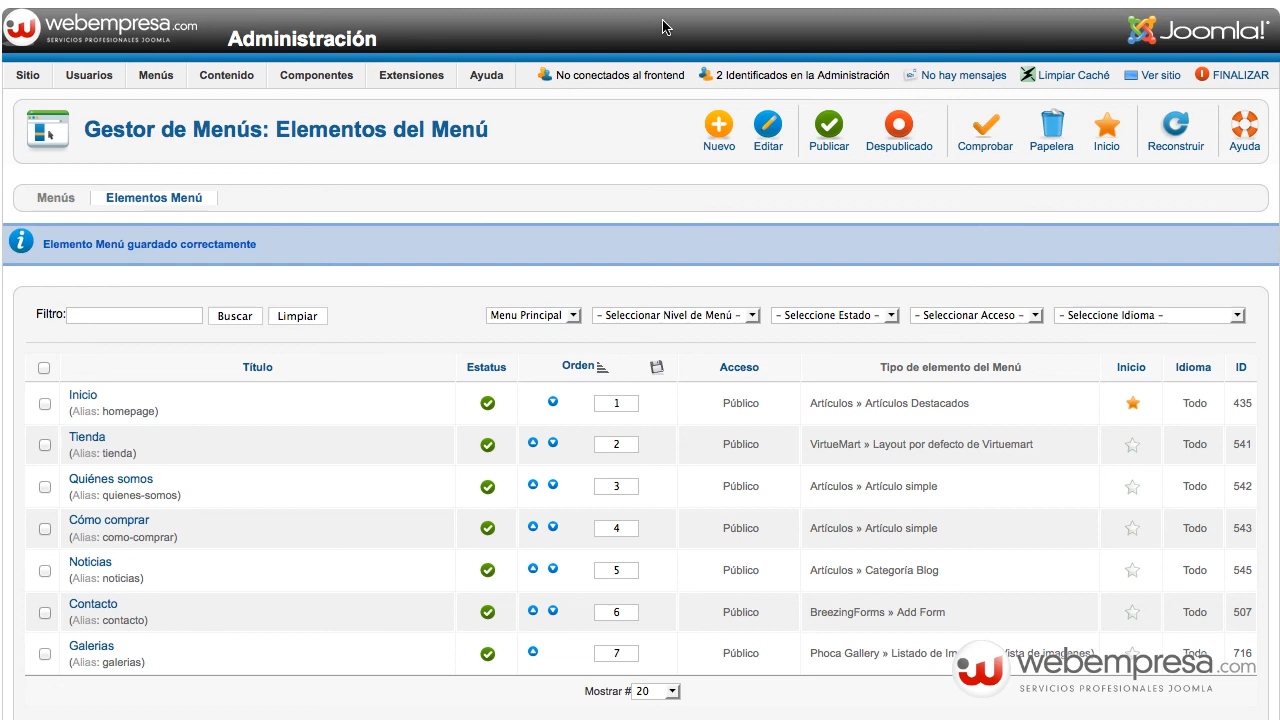 webempresa.com
SERVICIOS PROFESIONALES JOOMLA
Administración
Joomla!®
Sitio Usuarios Menús Contenido Componentes Extensiones Ayuda No conectados al frontend 2 Identificados en la Administración No hay mensajes Limpiar Caché Ver sitio FINALIZAR
Gestor de Menús: Elementos del Menú
Nuevo Editar Publicar Despublicado Comprobar Papelera Inicio Reconstruir Ayuda
Menús Elementos Menú
Elemento Menú guardado correctamente
Filtro: Buscar Limpiar Menu Principal - Seleccionar Nivel de Menú - - Seleccione Estado - - Seleccionar Acceso - - Seleccione Idioma -
Título Estatus Orden Acceso Tipo de elemento del Menú Inicio Idioma ID
Inicio
(Alias: homepage) 1 Público Artículos » Artículos Destacados Todo 435
Tienda
(Alias: tienda) 2 Público VirtueMart » Layout por defecto de Virtuemart Todo 541
Quiénes somos
(Alias: quienes-somos) 3 Público Artículos » Artículo simple Todo 542
Cómo comprar
(Alias: como-comprar) 4 Público Artículos » Artículo simple Todo 543
Noticias
(Alias: noticias) 5 Público Artículos » Categoría Blog Todo 545
Contacto
(Alias: contacto) 6 Público BreezingForms » Add Form Todo 507
Galerias
(Alias: galerias) 7 Público Phoca Gallery » Listado de de imagenes) 716
webempresa.com
SERVICIOS PROFESIONALES JOOMLA
Mostrar # 20